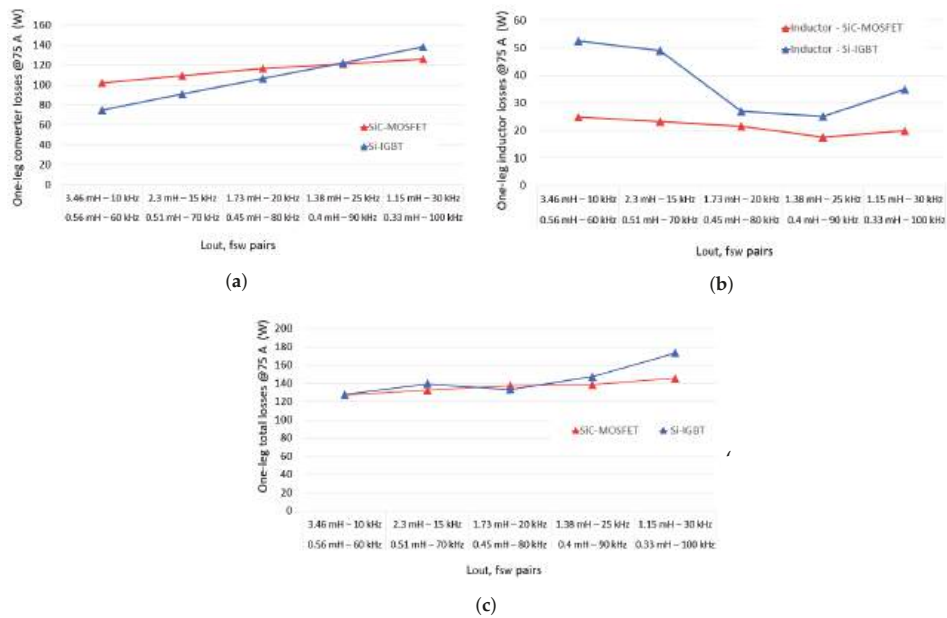 One-leg converter losses @75 A (W)
160
140
120
100
80
60
40
20
0
SiC-MOSFET
Si-IGBT
3.46 mH – 10 kHz 2.3 mH – 15 kHz 1.73 mH – 20 kHz 1.38 mH – 25 kHz 1.15 mH – 30 kHz
0.56 mH – 60 kHz 0.51 mH – 70 kHz 0.45 mH – 80 kHz 0.4 mH – 90 kHz 0.33 mH – 100 kHz
Lout, fsw pairs
(a)
One-leg inductor losses @75 A (W)
60
50
40
30
20
10
0
Inductor - SiC-MOSFET
Inductor - Si-IGBT
3.46 mH – 10 kHz 2.3 mH – 15 kHz 1.73 mH – 20 kHz 1.38 mH – 25 kHz 1.15 mH – 30 kHz
0.56 mH – 60 kHz 0.51 mH – 70 kHz 0.45 mH – 80 kHz 0.4 mH – 90 kHz 0.33 mH – 100 kHz
Lout, fsw pairs
(b)
One-leg total losses @75 A (W)
200
180
160
140
120
100
80
60
40
20
0
SiC-MOSFET Si-IGBT
3.46 mH – 10 kHz 2.3 mH – 15 kHz 1.73 mH – 20 kHz 1.38 mH – 25 kHz 1.15 mH – 30 kHz
0.56 mH – 60 kHz 0.51 mH – 70 kHz 0.45 mH – 80 kHz 0.4 mH – 90 kHz 0.33 mH – 100 kHz
Lout, fsw pairs
,
(c)